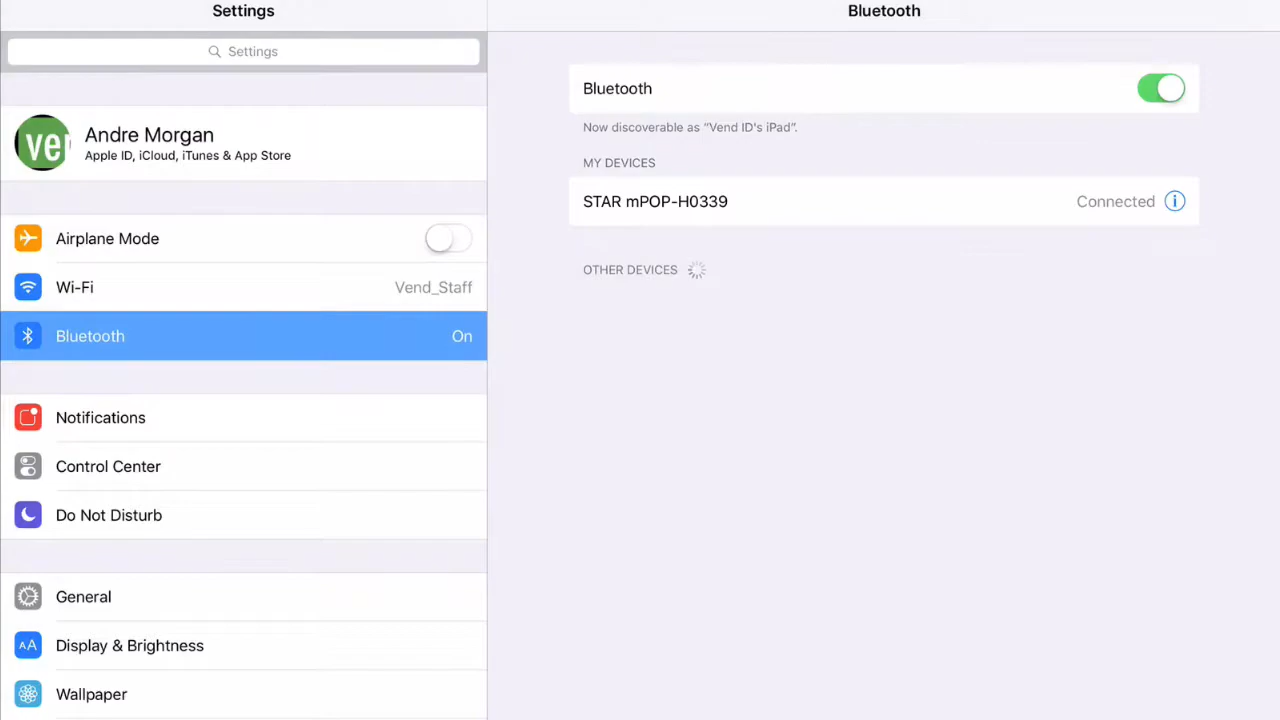 Settings
Settings
ve
Andre Morgan
Apple ID, iCloud, iTunes & App Store
Airplane Mode
Wi-Fi Vend_Staff
Bluetooth On
Notifications
Control Center
Do Not Disturb
General
AA Display & Brightness
Wallpaper
Bluetooth
Bluetooth
Now discoverable as “Vend ID's iPad”.
MY DEVICES
STAR mPOP-H0339 Connected i
OTHER DEVICES